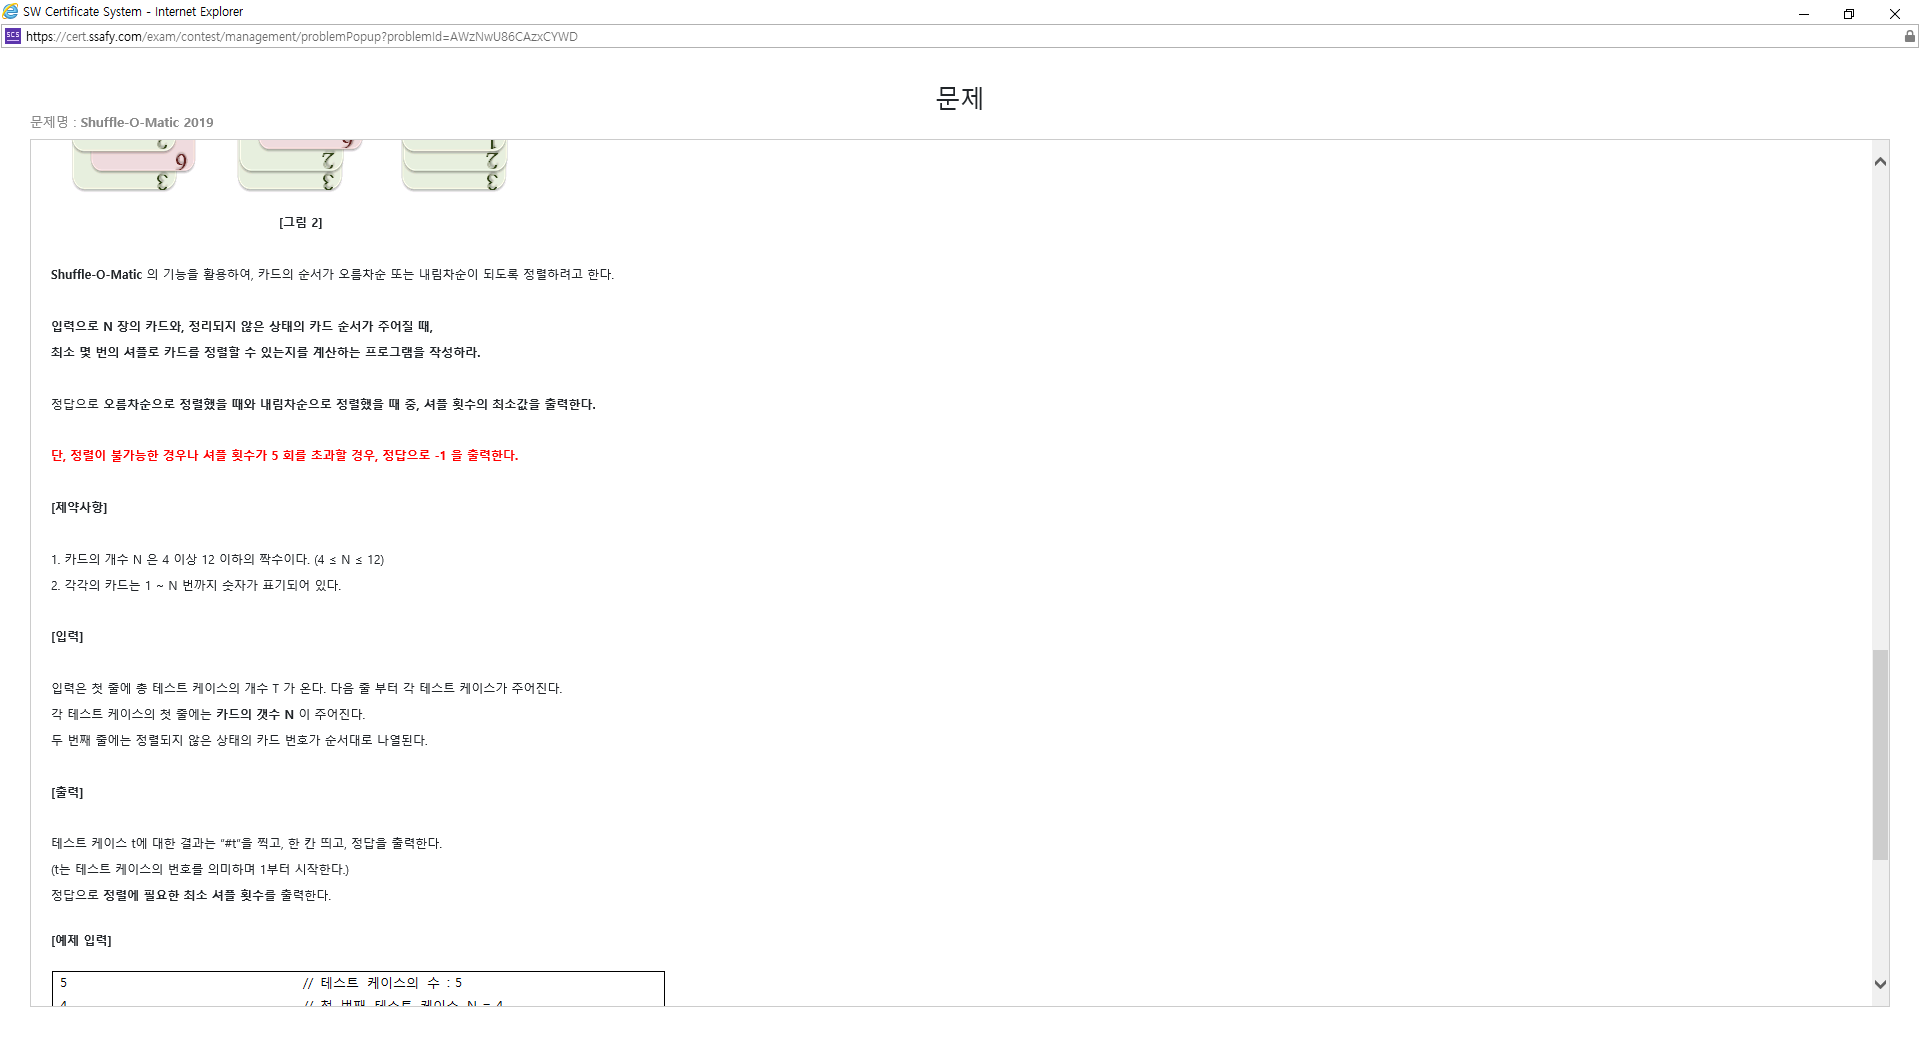 SW Certificate System - Internet Explorer
https://cert.ssafy.com/exam/contest/management/problemPopup?problemId=AWzNwU86CAzxCYWD
문제
문제명 : Shuffle-O-Matic 2019
6 1
2 2
3 3 3
[그림 2]
Shuffle-O-Matic 의 기능을 활용하여, 카드의 순서가 오름차순 또는 내림차순이 되도록 정렬하려고 한다.
입력으로 N 장의 카드와, 정리되지 않은 상태의 카드 순서가 주어질 때,
최소 몇 번의 셔플로 카드를 정렬할 수 있는지를 계산하는 프로그램을 작성하라.
정답으로 오름차순으로 정렬했을 때와 내림차순으로 정렬했을 때 중, 셔플 횟수의 최소값을 출력한다.
단, 정렬이 불가능한 경우나 셔플 횟수가 5 회를 초과할 경우, 정답으로 -1 을 출력한다.
[제약사항]
1. 카드의 개수 N 은 4 이상 12 이하의 짝수이다. (4 ≤ N ≤ 12)
2. 각각의 카드는 1 ~ N 번까지 숫자가 표기되어 있다.
[입력]
입력은 첫 줄에 총 테스트 케이스의 개수 T 가 온다. 다음 줄 부터 각 테스트 케이스가 주어진다.
각 테스트 케이스의 첫 줄에는 카드의 갯수 N 이 주어진다.
두 번째 줄에는 정렬되지 않은 상태의 카드 번호가 순서대로 나열된다.
[출력]
테스트 케이스 t에 대한 결과는 “#t”을 찍고, 한 칸 띄고, 정답을 출력한다.
(t는 테스트 케이스의 번호를 의미하며 1부터 시작한다.)
정답으로 정렬에 필요한 최소 셔플 횟수를 출력한다.
[예제 입력]
5 // 테스트 케이스의 수 : 5
4 // 첫 번째 테스트 케이스 N = 4